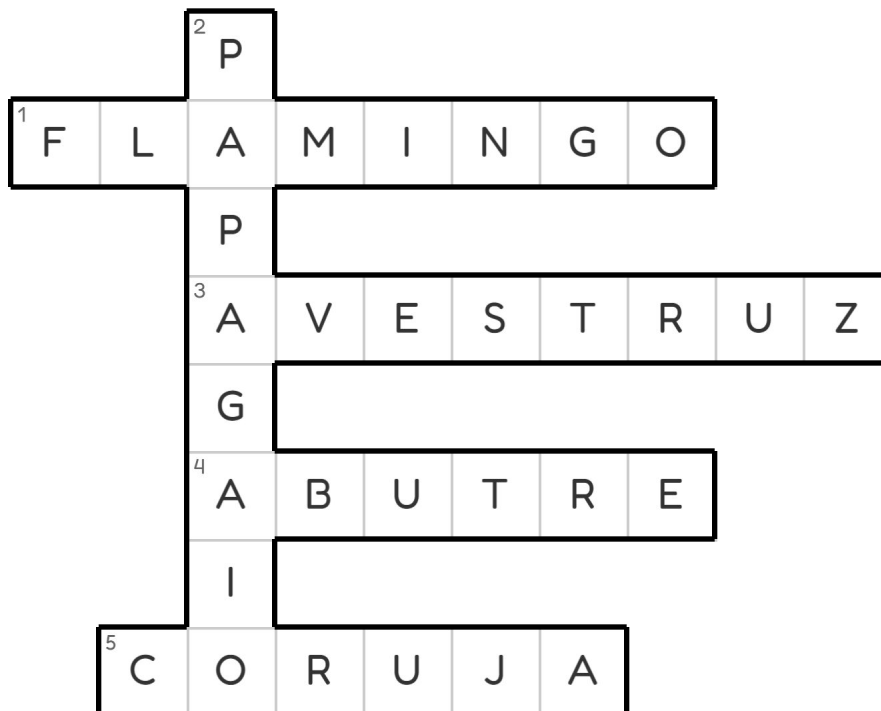 2 P
1 F L A M I N G O
P
3 A V E S T R U Z
G
4 A B U T R E
I
5 C O R U J A